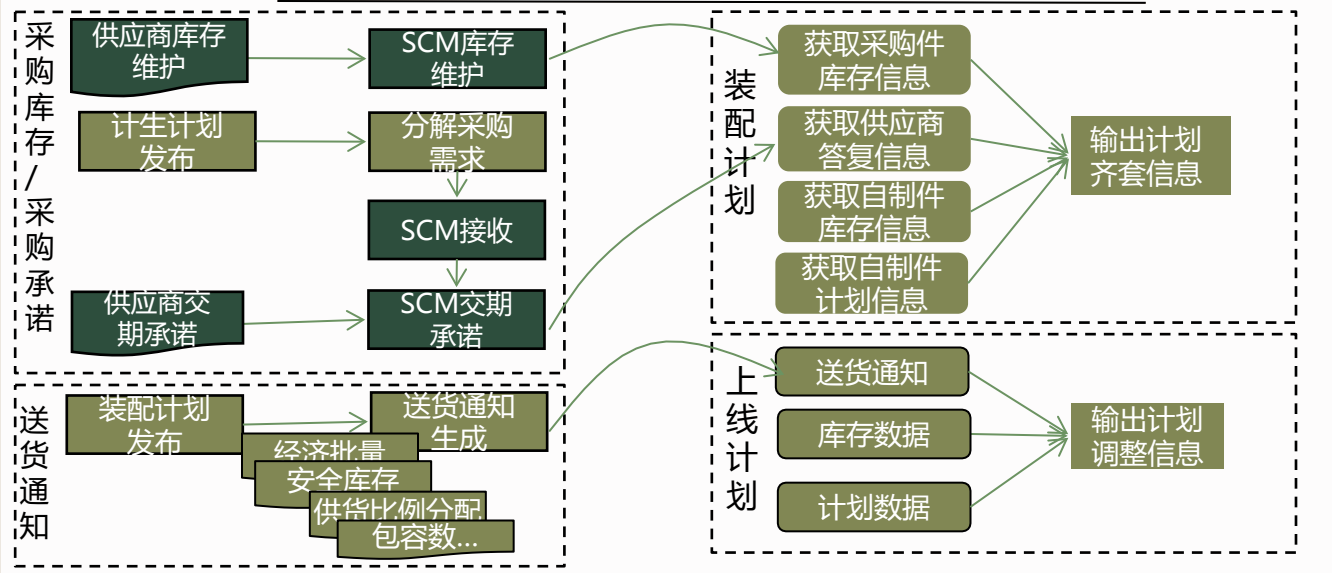 采购库存/采购承诺
供应商库存
维护
SCM库存
维护
计生计划
发布
分解采购
需求
SCM接收
供应商交
期承诺
SCM交期
承诺
送货通知
装配计划
发布
送货通知
生成
经济批量
安全库存
供货比例分配
包容数...
装配计划
获取采购件
库存信息
获取供应商
答复信息
获取自制件
库存信息
获取自制件
计划信息
输出计划
齐套信息
上线计划
送货通知
库存数据
计划数据
输出计划
调整信息